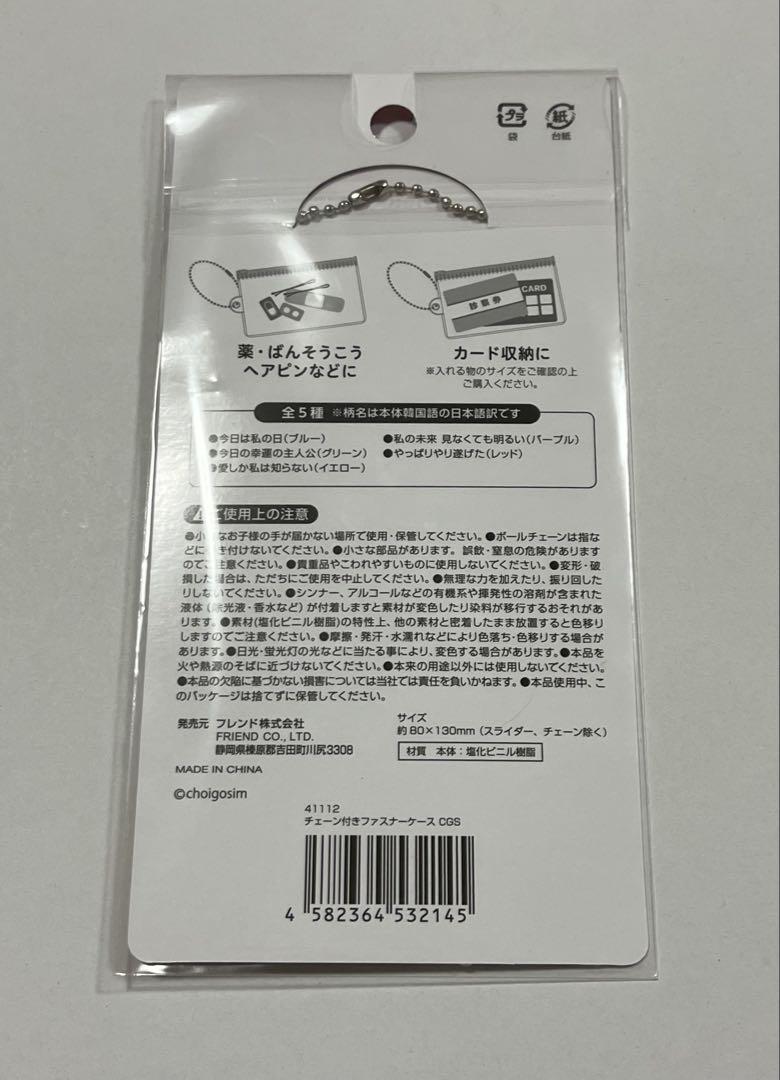 プラ
袋
紙
台紙
CARD
診察券
薬・ばんそうこう
ヘアピンなどに
カード収納に
※入れる物のサイズをご確認の上
ご購入ください。
全5種 ※柄名は本体韓国語の日本語訳です
●今日は私の日(ブルー)
●私の未来 見なくても明るい(パープル)
●今日の幸運の主人公(グリーン)
●やっぱりやり遂げた(レッド)
●愛しか私は知らない(イエロー)
ご使用上の注意
●小さなお子様の手が届かない場所で使用・保管してください。●ボールチェーンは指な
どに巻き付けないでください。●小さな部品があります。誤飲・窒息の危険があります
のでご注意ください。●貴重品やこわれやすいものに使用しないでください。●変形・破
損した場合は、ただちにご使用を中止してください。●無理な力を加えたり、振り回した
りしないでください。●シンナー、アルコールなどの有機系や揮発性の溶剤が含まれた
液体(除光液・香水など)が付着しますと素材が変色したり染料が移行するおそれがあ
ります。●素材(塩化ビニル樹脂)の特性上、他の素材と密着したまま放置すると色移り
しますのでご注意ください。●摩擦・発汗・水濡れなどにより色落ち・色移りする場合が
あります。●日光・蛍光灯の光などに当たる事により、変色する場合があります。●本品を
火や熱源のそばに近づけないでください。●本来の用途以外には使用しないでください。
●本品の欠陥に基づかない損害については当社では責任を負いかねます。●本品使用中、こ
のパッケージは捨てずに保管してください。
発売元 フレンド株式会社
FRIEND CO., LTD.
静岡県榛原郡吉田町川尻3308
サイズ
約80×130mm(スライダー、チェーン除く)
材質 本体:塩化ビニル樹脂
MADE IN CHINA
©choigosim
41112
チェーン付きファスナーケース CGS
4 582364 532145